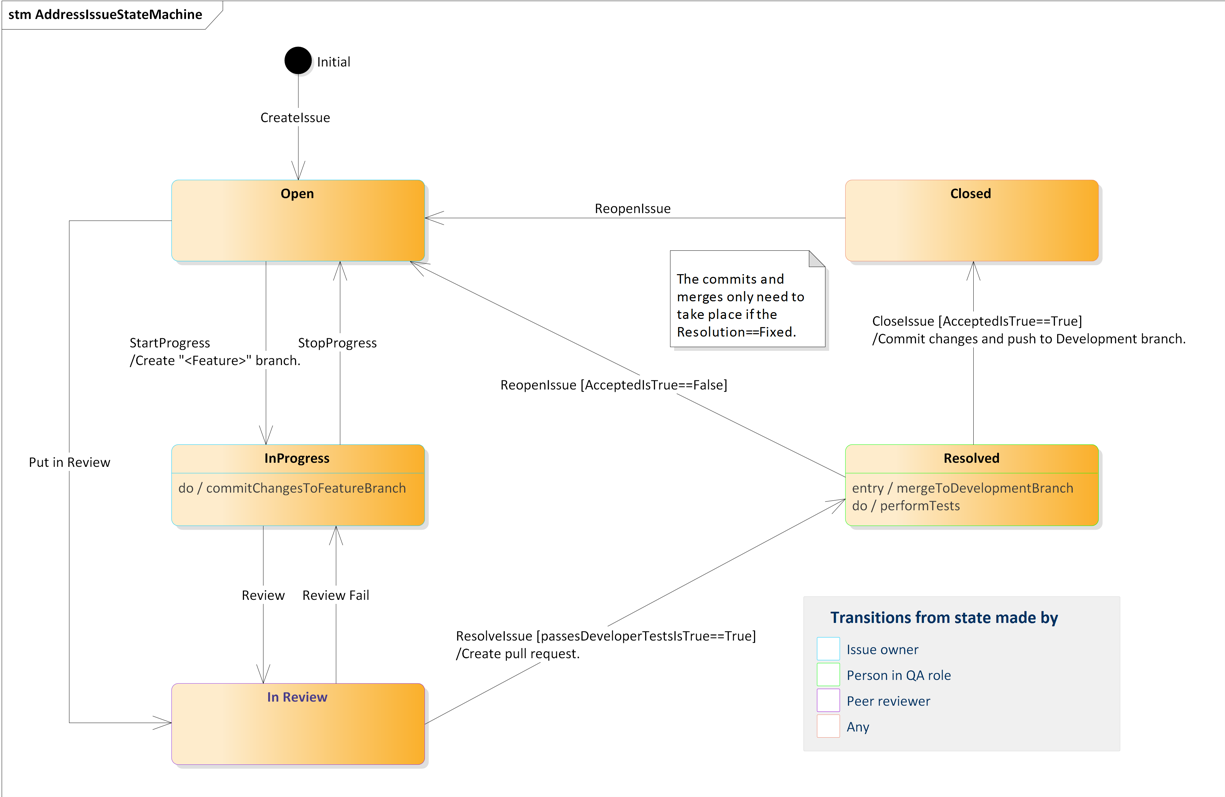 stm AddressIssueStateMachine
Initial
CreateIssue
Open
Closed
ReopenIssue
The commits and
merges only need to
take place if the
Resolution==Fixed.
CloseIssue [AcceptedIsTrue==True]
/Commit changes and push to Development branch.
StartProgress
/Create "<Feature>" branch.
StopProgress
ReopenIssue [AcceptedIsTrue==False]
Put in Review
InProgress
do / commitChangesToFeatureBranch
Resolved
entry / mergeToDevelopmentBranch
do / performTests
Review
Review Fail
ResolveIssue [passesDeveloperTestsIsTrue==True]
/Create pull request.
In Review
Transitions from state made by
Issue owner
Person in QA role
Peer reviewer
Any